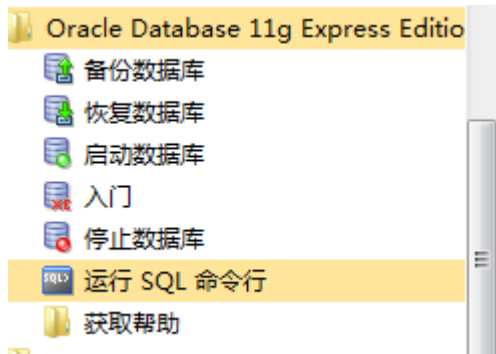 Oracle Database 11g Express Editio
备份数据库
恢复数据库
启动数据库
入门
停止数据库
运行 SQL 命令行
获取帮助